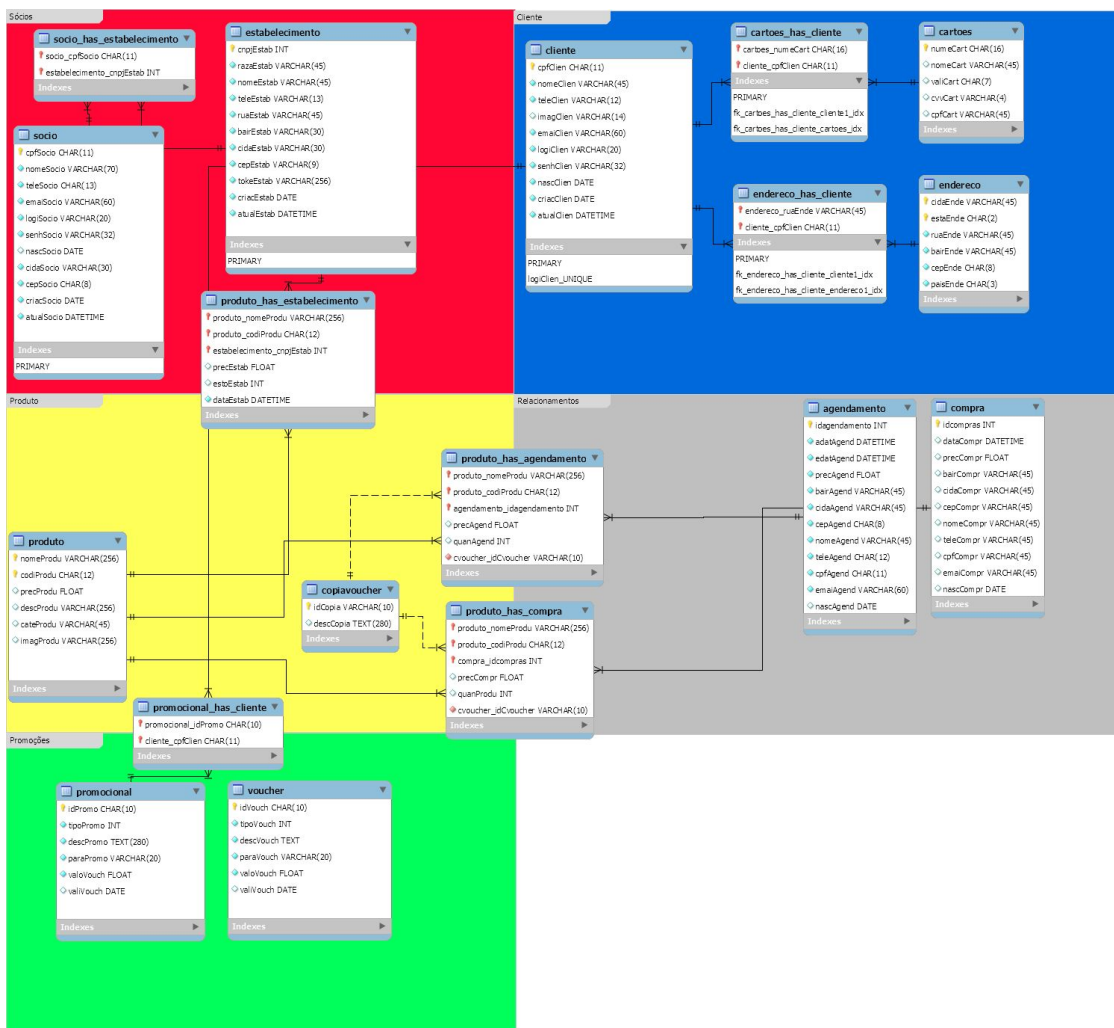 Sócios
socio_has_estabelecimento
socio_cpfSocio CHAR(11)
estabelecimento_cnpjEstab INT
Indexes
estabelecimento
cnpjEstab INT
razaEstab VARCHAR(45)
nomeEstab VARCHAR(45)
teleEstab VARCHAR(13)
ruaEstab VARCHAR(45)
bairEstab VARCHAR(30)
cidaEstab VARCHAR(30)
cepEstab VARCHAR(9)
tokeEstab VARCHAR(256)
criacEstab DATE
atualEstab DATETIME
Indexes
PRIMARY
socio
cpfSocio CHAR(11)
nomeSocio VARCHAR(70)
teleSocio CHAR(13)
emaiSocio VARCHAR(60)
logiSocio VARCHAR(20)
senhSocio VARCHAR(32)
nascSocio DATE
cidaSocio VARCHAR(30)
cepSocio CHAR(8)
criacSocio DATE
atualSocio DATETIME
Indexes
PRIMARY
produto_has_estabelecimento
produto_nomeProdu VARCHAR(256)
produto_codiProdu CHAR(12)
estabelecimento_cnpjEstab INT
precEstab FLOAT
estoEstab INT
dataEstab DATETIME
Indexes
Cliente
cliente
cpfClien CHAR(11)
nomeClien VARCHAR(45)
teleClien VARCHAR(12)
imagClien VARCHAR(14)
emaiClien VARCHAR(60)
logiClien VARCHAR(20)
senhClien VARCHAR(32)
nascClien DATE
criacClien DATE
atualClien DATETIME
Indexes
PRIMARY
logiClien_UNIQUE
cartoes_has_cliente
cartoes_numeCart CHAR(16)
cliente_cpfClien CHAR(11)
Indexes
PRIMARY
fk_cartoes_has_cliente_cliente1_idx
fk_cartoes_has_cliente_cartoes_idx
cartoes
numeCart CHAR(16)
nomeCart VARCHAR(45)
valiCart CHAR(7)
cvvCart VARCHAR(4)
cpfCart VARCHAR(45)
Indexes
endereco_has_cliente
endereco_ruaEnde VARCHAR(45)
cliente_cpfClien CHAR(11)
Indexes
PRIMARY
fk_endereco_has_cliente_cliente1_idx
fk_endereco_has_cliente_endereco1_idx
endereco
cidaEnde VARCHAR(45)
estaEnde CHAR(2)
ruaEnde VARCHAR(45)
bairEnde VARCHAR(45)
cepEnde CHAR(8)
paisEnde CHAR(3)
Indexes
Produto
produto
nomeProdu VARCHAR(256)
codiProdu CHAR(12)
precProdu FLOAT
descProdu VARCHAR(256)
cateProdu VARCHAR(45)
imagProdu VARCHAR(256)
Indexes
copiavoucher
idCopia VARCHAR(10)
descCopia TEXT(280)
Indexes
produto_has_agendamento
produto_nomeProdu VARCHAR(256)
produto_codiProdu CHAR(12)
agendamento_idagendamento INT
precAgend FLOAT
quanAgend INT
cvoucher_idCvoucher VARCHAR(10)
Indexes
produto_has_compra
produto_nomeProdu VARCHAR(256)
produto_codiProdu CHAR(12)
compra_idcompras INT
precCompr FLOAT
quanProdu INT
cvoucher_idCvoucher VARCHAR(10)
Indexes
Relacionamentos
agendamento
idagendamento INT
adatAgend DATETIME
edatAgend DATETIME
precAgend FLOAT
bairAgend VARCHAR(45)
cidaAgend VARCHAR(45)
cepAgend CHAR(8)
nomeAgend VARCHAR(45)
teleAgend CHAR(12)
cpfAgend CHAR(11)
emaiAgend VARCHAR(60)
nascAgend DATE
Indexes
compra
idcompras INT
dataCompr DATETIME
precCompr FLOAT
bairCompr VARCHAR(45)
cidaCompr VARCHAR(45)
cepCompr VARCHAR(45)
nomeCompr VARCHAR(45)
teleCompr VARCHAR(45)
cpfCompr VARCHAR(45)
emaiCompr VARCHAR(45)
nascCompr DATE
Indexes
promocional_has_cliente
promocional_idPromo CHAR(10)
cliente_cpfClien CHAR(11)
Indexes
Promoções
promocional
idPromo CHAR(10)
tipoPromo INT
descPromo TEXT(280)
paraPromo VARCHAR(20)
valoVouch FLOAT
valiVouch DATE
Indexes
voucher
idVouch CHAR(10)
tipoVouch INT
descVouch TEXT
paraVouch VARCHAR(20)
valoVouch FLOAT
valiVouch DATE
Indexes